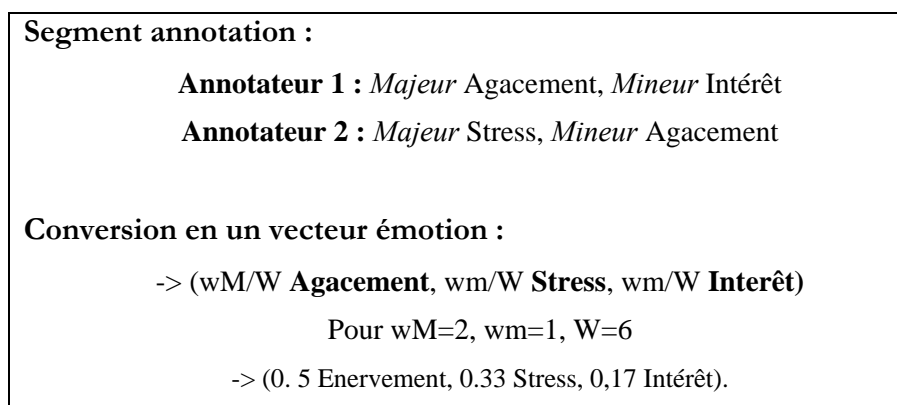 Segment annotation :
Annotateur 1 : Majeur Agacement, Mineur Intérêt
Annotateur 2 : Majeur Stress, Mineur Agacement
Conversion en un vecteur émotion :
-> (wM/W Agacement, wm/W Stress, wm/W Interêt)
Pour wM=2, wm=1, W=6
-> (0. 5 Enervement, 0.33 Stress, 0,17 Intérêt).